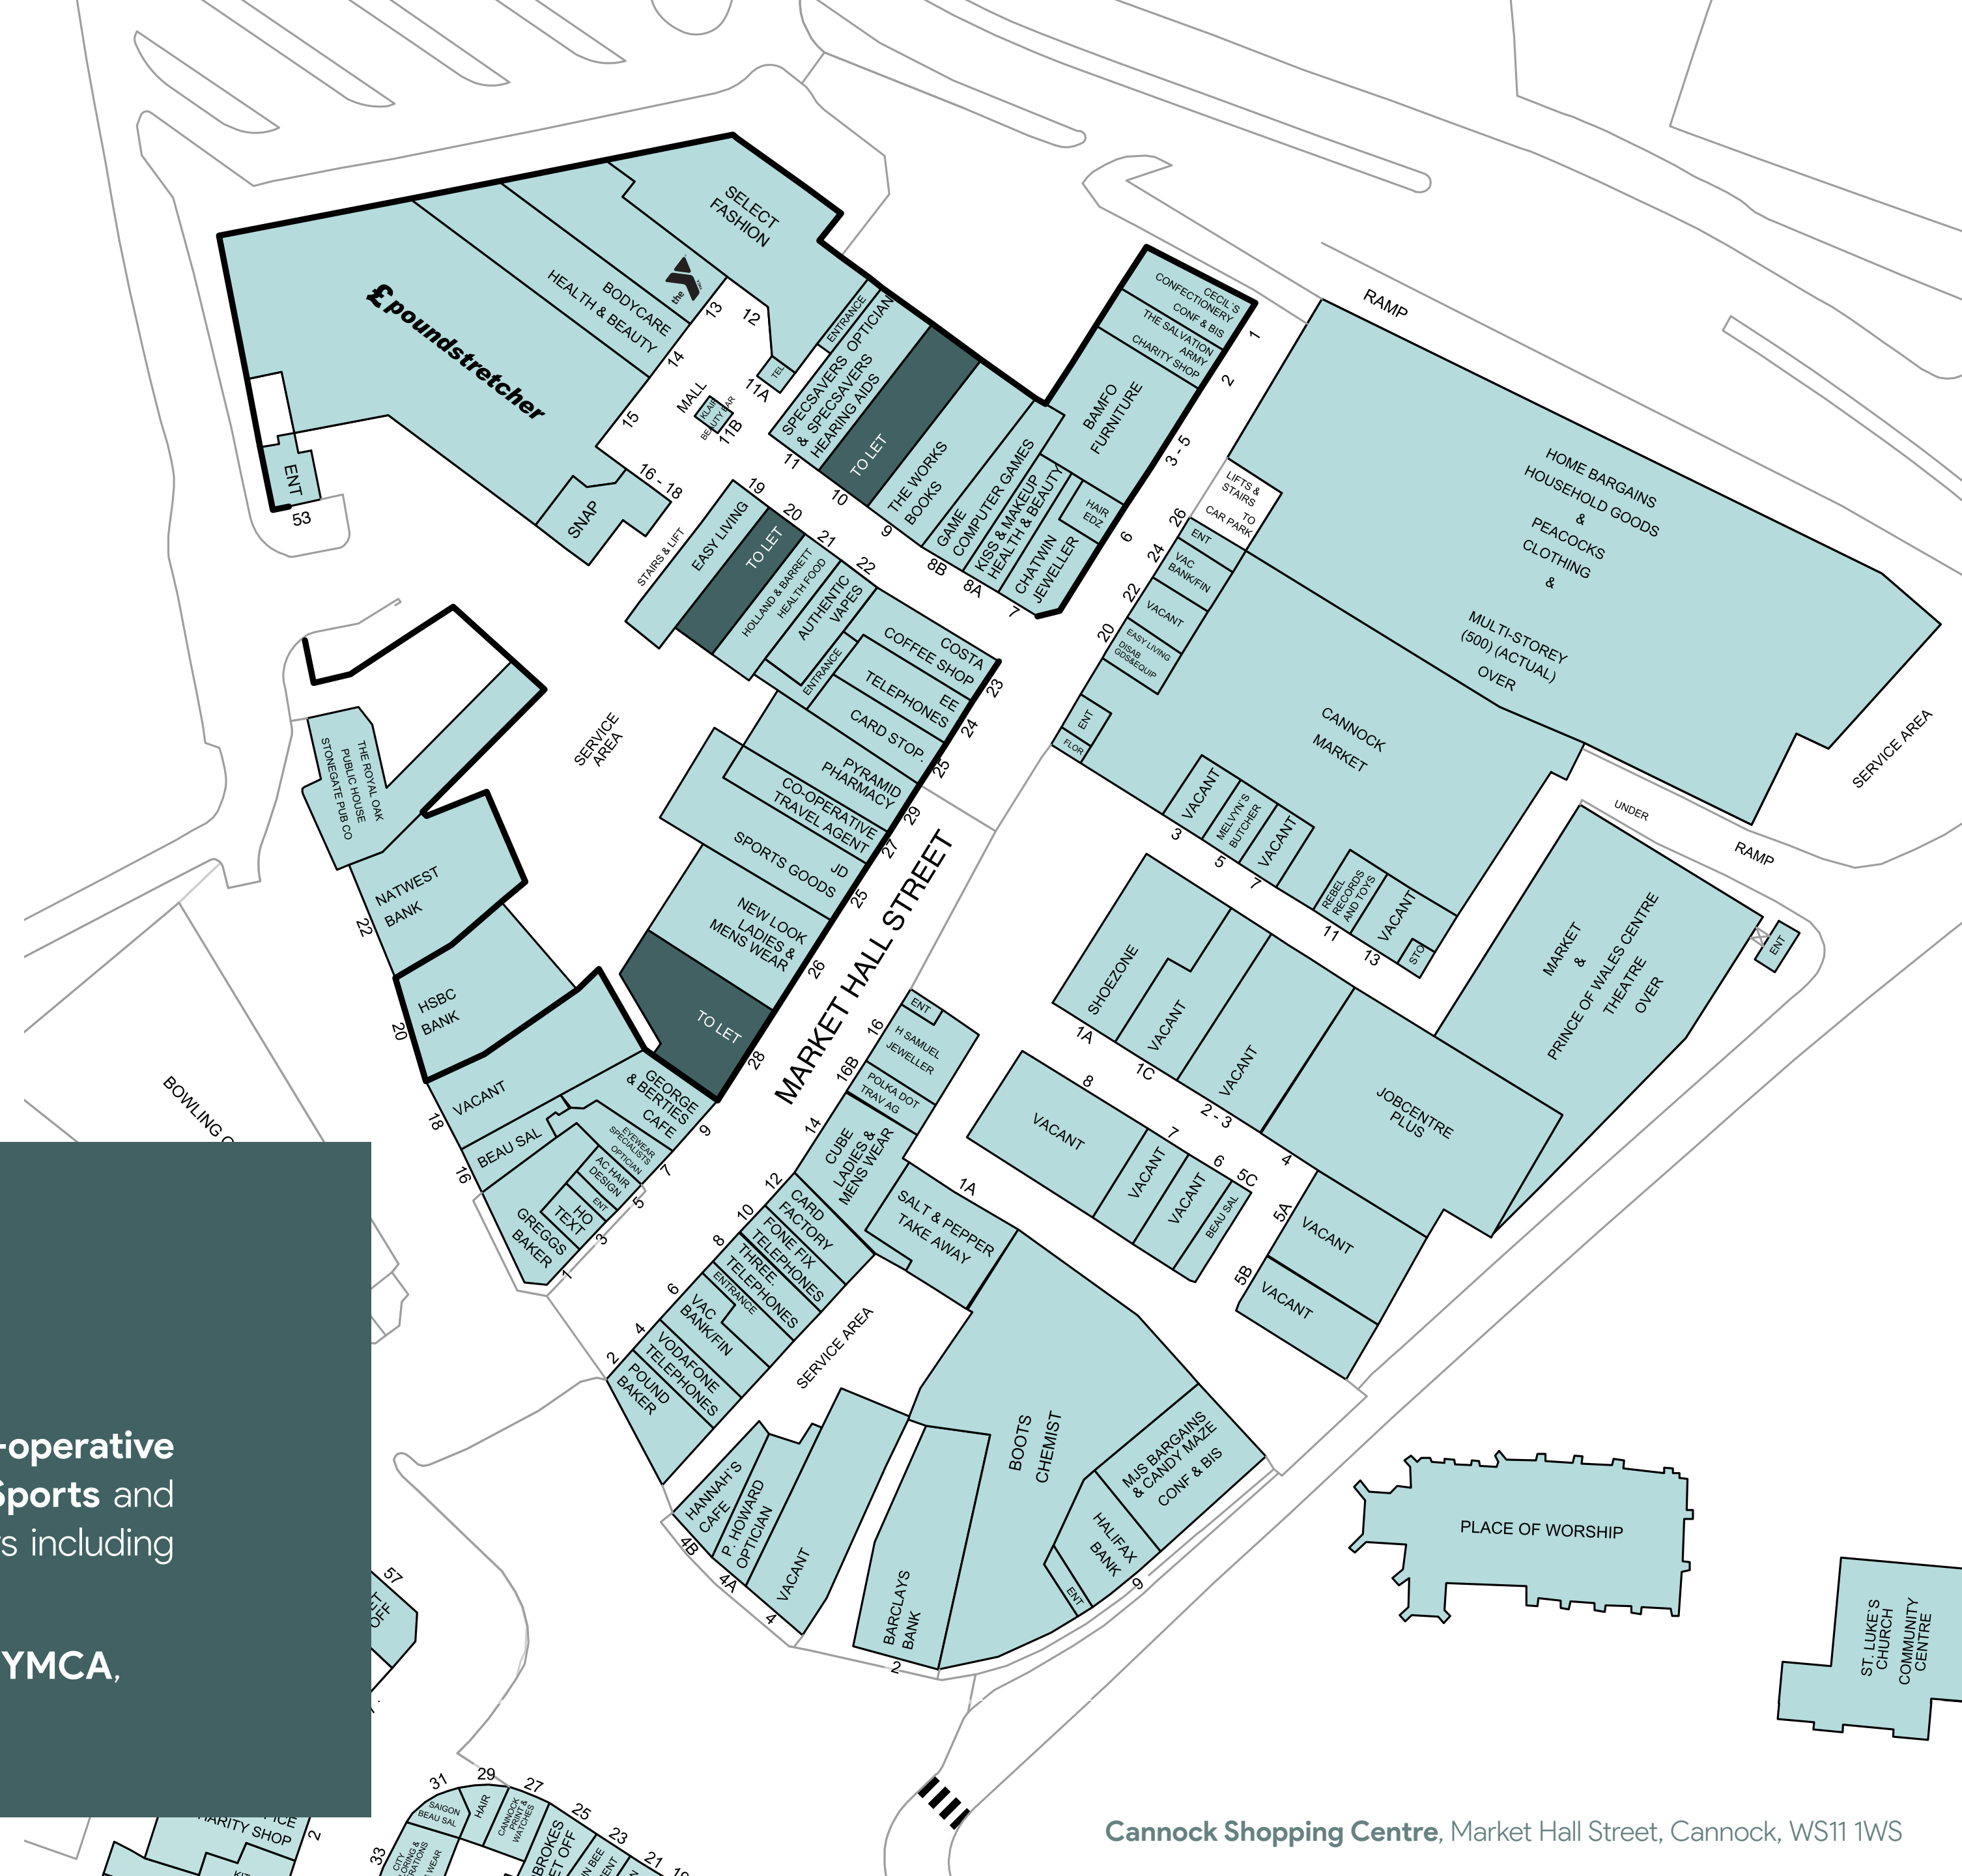 SELECT
FASHION
£poundstretcher
BODYCARE
HEALTH & BEAUTY
the
13
12
14
15
MALL
KLAIR
BEAUTY BAR
11B
11A
TEL
ENTRANCE
SPECSAVERS OPTICIAN
& SPECSAVERS
HEARING AIDS
11
TO LET
10
THE WORKS
BOOKS
9
GAME
COMPUTER GAMES
8B
KISS & MAKEUP
HEALTH & BEAUTY
8A
CHATWIN
JEWELLER
7
HAIR
EDZ
6
BAMFO
FURNITURE
3 - 5
THE SALVATION
ARMY
CHARITY SHOP
2
CECIL'S
CONFECTIONERY
CONF & BIS
1
ENT
53
SNAP
16 - 18
STAIRS & LIFT
EASY LIVING
19
TO LET
20
HOLLAND & BARRETT
HEALTH FOOD
21
AUTHENTIC
VAPES
22
ENTRANCE
COSTA
COFFEE SHOP
23
EE
TELEPHONES
24
CARD STOP.
25
PYRAMID
PHARMACY
29
CO-OPERATIVE
TRAVEL AGENT
27
JD
SPORTS GOODS
25
NEW LOOK
LADIES &
MENS WEAR
26
TO LET
28
SERVICE
AREA
MARKET HALL STREET
THE ROYAL OAK
PUBLIC HOUSE
STONEGATE PUB CO
NATWEST
BANK
22
HSBC
BANK
20
VACANT
18
BEAU SAL
16
GEORGE
& BERTIES
CAFE
9
EYEWEAR
SPECIALISTS
OPTICIAN
7
AC HAIR
DESIGN
ENT
5
HO
TEXT
3
GREGGS
BAKER
1
RAMP
LIFTS &
STAIRS
TO
CAR PARK
HOME BARGAINS
HOUSEHOLD GOODS
&
PEACOCKS
CLOTHING
&
MULTI-STOREY
(500) (ACTUAL)
OVER
SERVICE AREA
26
ENT
24
VAC
BANK/FIN
22
VACANT
20
EASY LIVING
DISAB
GDS&EQUIP
ENT
FLOR
CANNOCK
MARKET
VACANT
3
MELVYN'S
BUTCHER
5
VACANT
7
REBEL
RECORDS
AND TOYS
11
VACANT
13
STO
UNDER
RAMP
MARKET
&
PRINCE OF WALES CENTRE
THEATRE
OVER
ENT
SHOEZONE
1A
VACANT
1C
VACANT
2 - 3
JOBCENTRE
PLUS
4
VACANT
5A
VACANT
5B
8
VACANT
7
VACANT
6
VACANT
5C
BEAU SAL
ENT
16
H SAMUEL
JEWELLER
16B
POLKA DOT
TRAV AG
14
CUBE
LADIES &
MENS WEAR
1A
SALT & PEPPER
TAKE AWAY
12
CARD
FACTORY
10
FONE FIX
TELEPHONES
8
THREE.
TELEPHONES
ENTRANCE
6
VAC
BANK/FIN
4
VODAFONE
TELEPHONES
2
POUND
BAKER
SERVICE AREA
HANNAH'S
CAFE
4B
P. HOWARD
OPTICIAN
4A
VACANT
4
BARCLAYS
BANK
2
BOOTS
CHEMIST
MJS BARGAINS
& CANDY MAZE
CONF & BIS
HALIFAX
BANK
ENT
9
PLACE OF WORSHIP
ST. LUKE'S
CHURCH
COMMUNITY
CENTRE
BOWLING
-operative
Sports and
s including
YMCA,
57
2
31
SAIGON
BEAU SAL
29
HAIR
27
CANNOCK
PRINT &
WATCHES
25
23
21
33
CITY
WEAR
Cannock Shopping Centre, Market Hall Street, Cannock, WS11 1WS